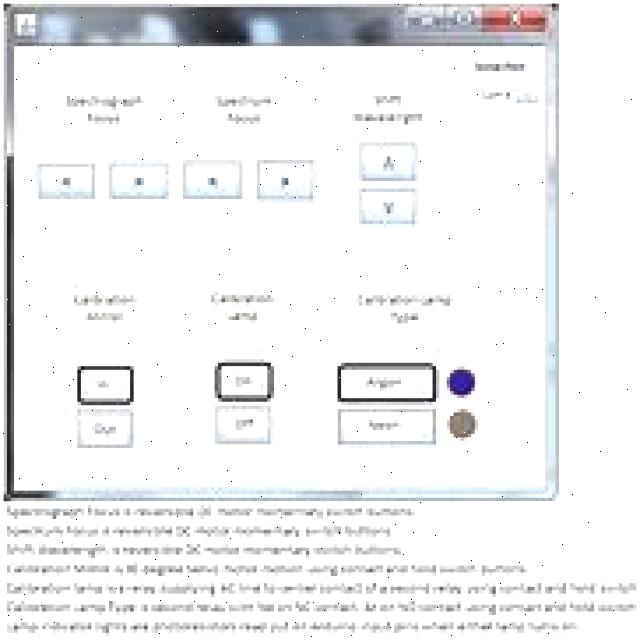 Spectrograph
Focus
Spectrum
Focus
Shift
Wavelength
Calibration
Mirror
Calibration
Lamp
Calibration Lamp
Type
In
On
Argon
Out
Off
Neon
Spectrograph Focus is reversible DC motor momentary switch buttons.
Spectrum Focus is reversible DC motor momentary switch buttons.
Shift Wavelength is reversible DC motor momentary switch buttons.
Calibration Mirror is 90 degree Servo motor motion using contact and hold switch buttons.
Calibration lamp is a relay supplying AC line to center contact of a second relay using contact and hold switch
Calibration Lamp Type is second relay with Ne on NC contact, Ar on NO contact using contact and hold switch
Lamp indicator lights are photoresistors read out on arduino input pins when either lamp turns on.